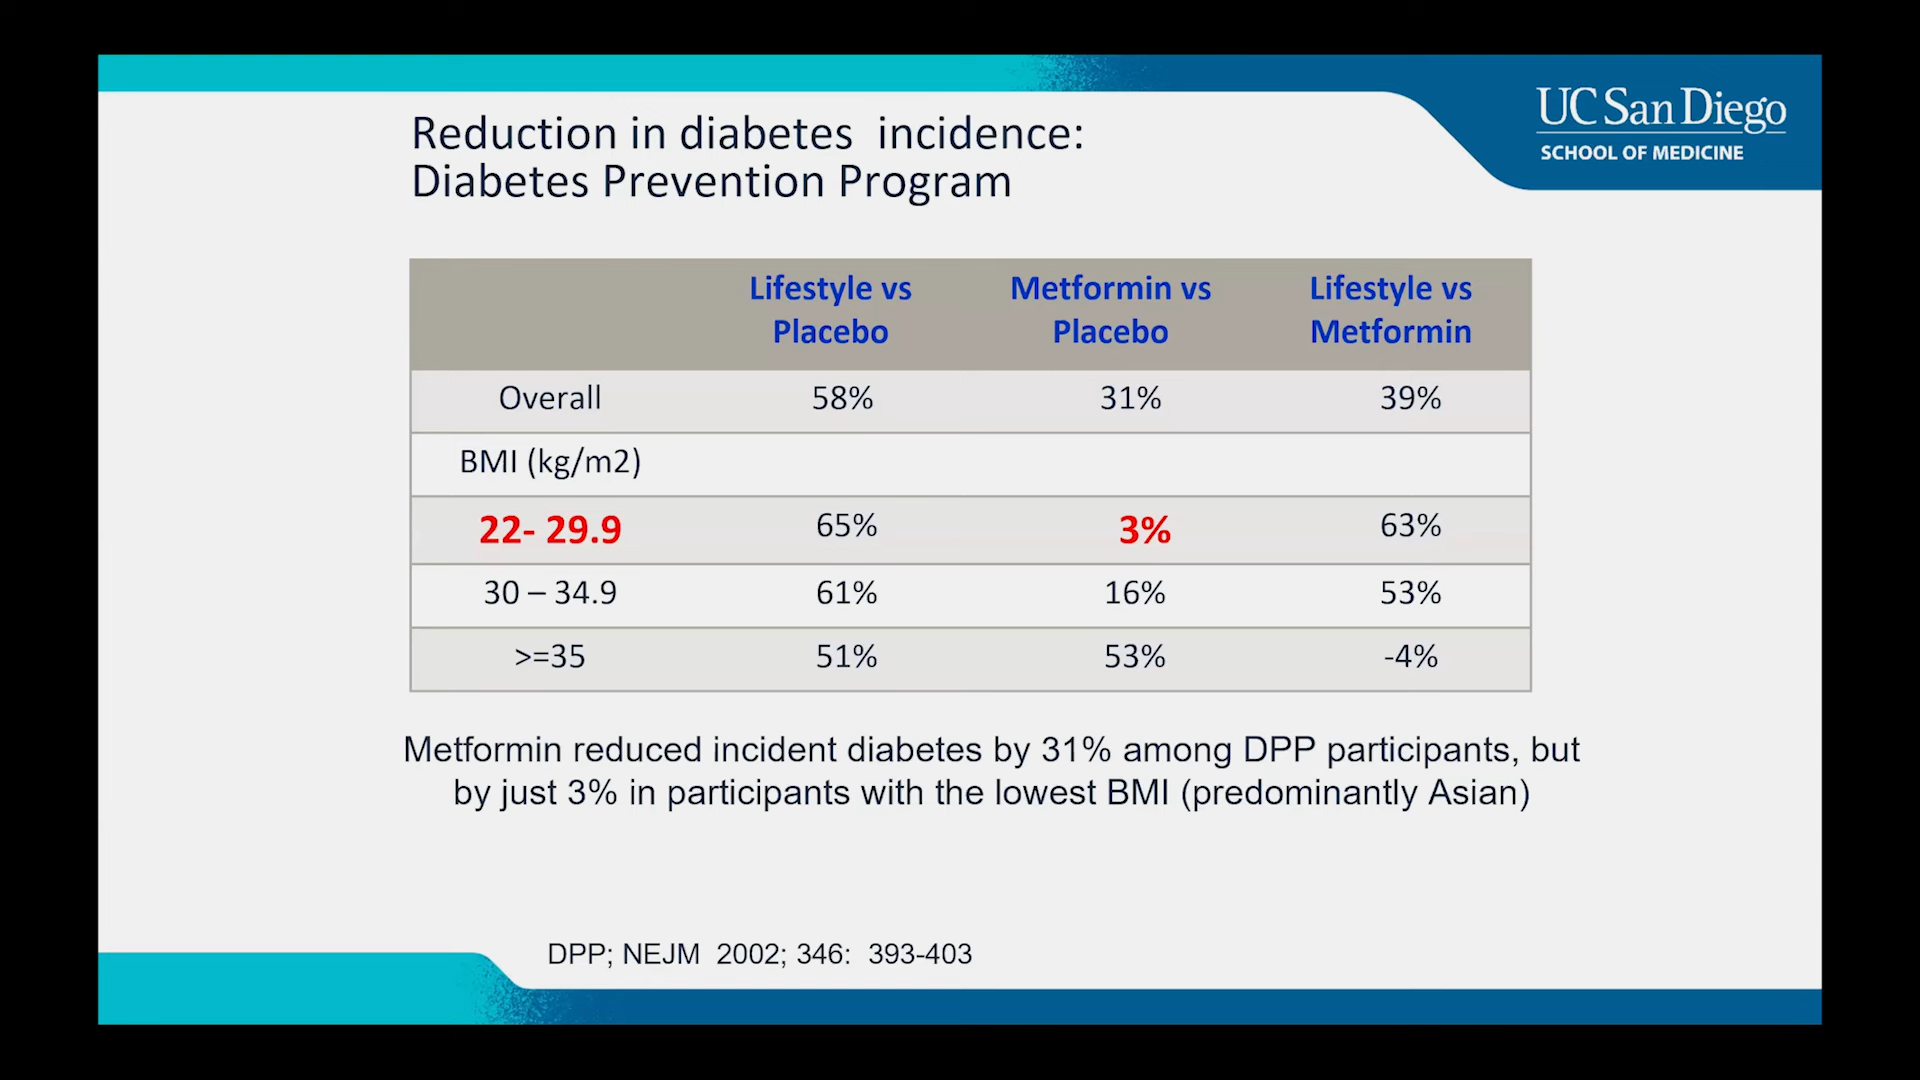 UC San Diego
SCHOOL OF MEDICINE
Reduction in diabetes incidence:
Diabetes Prevention Program
Lifestyle vs Placebo Metformin vs Placebo Lifestyle vs Metformin
Overall 58% 31% 39%
BMI (kg/m2)
22- 29.9 65% 3% 63%
30 – 34.9 61% 16% 53%
>=35 51% 53% -4%
Metformin reduced incident diabetes by 31% among DPP participants, but
by just 3% in participants with the lowest BMI (predominantly Asian)
DPP; NEJM 2002; 346: 393-403